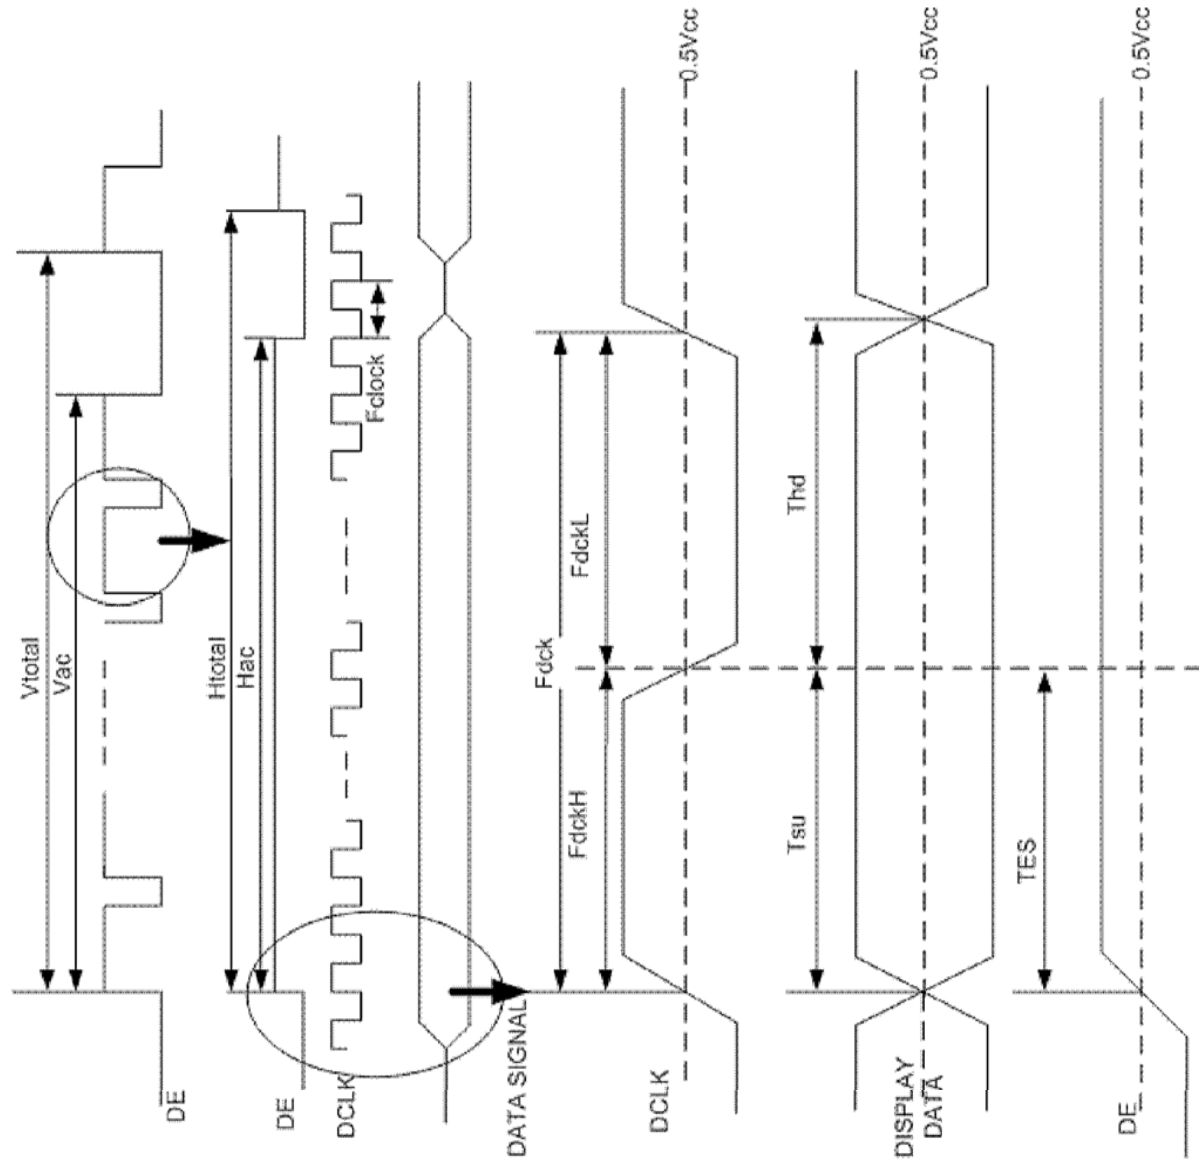 Vtotal
Vac
DE
Htotal
Hac
DE
DCLK
Fclock
DATA SIGNAL
Fdck
FdckH
FdckL
DCLK
0.5Vcc
Tsu
Thd
DISPLAY
DATA
0.5Vcc
TES
DE
0.5Vcc